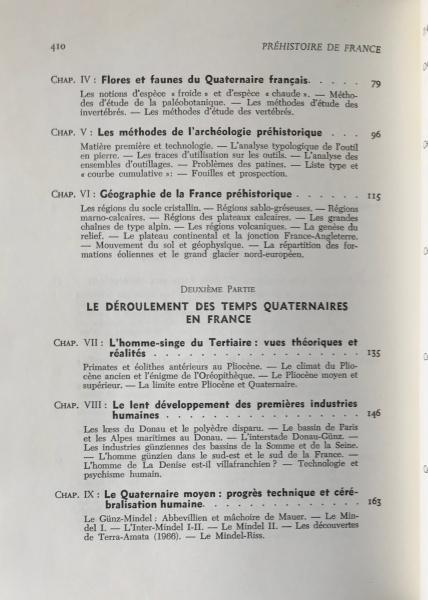 410 PRÉHISTOIRE DE FRANCE
CHAP. IV : Flores et faunes du Quaternaire français. . . . . 79
Les notions d'espèce « froide » et d'espèce « chaude ». — Métho-
des d'étude de la paléobotanique. — Les méthodes d'étude des
invertébrés. — Les méthodes d'étude des vertébrés.
CHAP. V : Les méthodes de l'archéologie préhistorique . . . 96
Matière première et technologie. — L'analyse typologique de l'outil
en pierre. — Les traces d'utilisation sur les outils. — L'analyse des
ensembles d'outillages. — Problèmes des patines. — Liste type et
« courbe cumulative » : — Fouilles et prospection.
CHAP. VI : Géographie de la France préhistorique . . . . . . 115
Les régions du socle cristallin. — Régions sablo-gréseuses. — Régions
marno-calcaires. — Régions des plateaux calcaires. — Les grandes
chaînes de type alpin. — Les régions volcaniques. — La genèse du
relief. — Le plateau continental et la jonction France-Angleterre.
— Mouvement du sol et géophysique. — La répartition des for-
mations éoliennes et le grand glacier nord-européen.
DEUXIÈME PARTIE
LE DÉROULEMENT DES TEMPS QUATERNAIRES
EN FRANCE
CHAP. VII : L'homme-singe du Tertiaire : vues théoriques et
réalités . . . . . . . . . . . . . . . . . . 135
Primates et éolithes antérieurs au Pliocène. — Le climat du Plio-
cène ancien et l'énigme de l'Oréopithèque. — Le Pliocène moyen et
supérieur. — La limite entre Pliocène et Quaternaire.
CHAP. VIII : Le lent développement des premières industries
humaines . . . . . . . . . . . . . . . . . 146
Les lœss du Donau et le polyèdre disparu. — Le bassin de Paris
et les Alpes maritimes au Donau. — L'interstade Donau-Günz. —
Les industries günziennes des bassins de la Somme et de la Seine.
— L'homme günzien dans le sud-est et le sud de la France. —
L'homme de La Denise est-il villafranchien ? — Technologie et
psychisme humain.
CHAP. IX : Le Quaternaire moyen : progrès technique et céré-
bralisation humaine. . . . . . . . . . . . . . 163
Le Günz-Mindel : Abbevillien et mâchoire de Mauer. — Le Min-
del I. — L'Inter-Mindel I-II. — Le Mindel II. — Les découvertes
de Terra-Amata (1966). — Le Mindel-Riss.